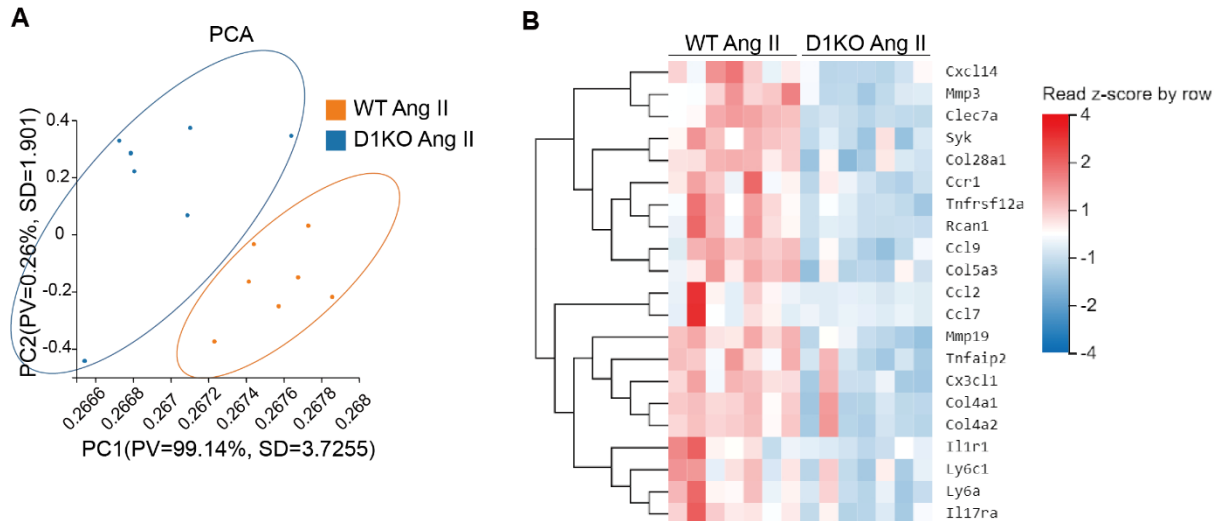 A
PCA
WT Ang II
D1KO Ang II
PC2(PV=0.26%, SD=1.901)
0.4
0.2
0
-0.2
-0.4
0.2666
0.2668
0.267
0.2672
0.2674
0.2676
0.2678
0.268
PC1(PV=99.14%, SD=3.7255)
B
WT Ang II
D1KO Ang II
Cxcl14
Mmp3
Clec7a
Syk
Col28a1
Ccr1
Tnfrsf12a
Rcan1
Ccl9
Col5a3
Ccl2
Ccl7
Mmp19
Tnfaip2
Cx3cl1
Col4a1
Col4a2
Il1r1
Ly6c1
Ly6a
Il17ra
Read z-score by row
4
2
1
-1
-2
-4